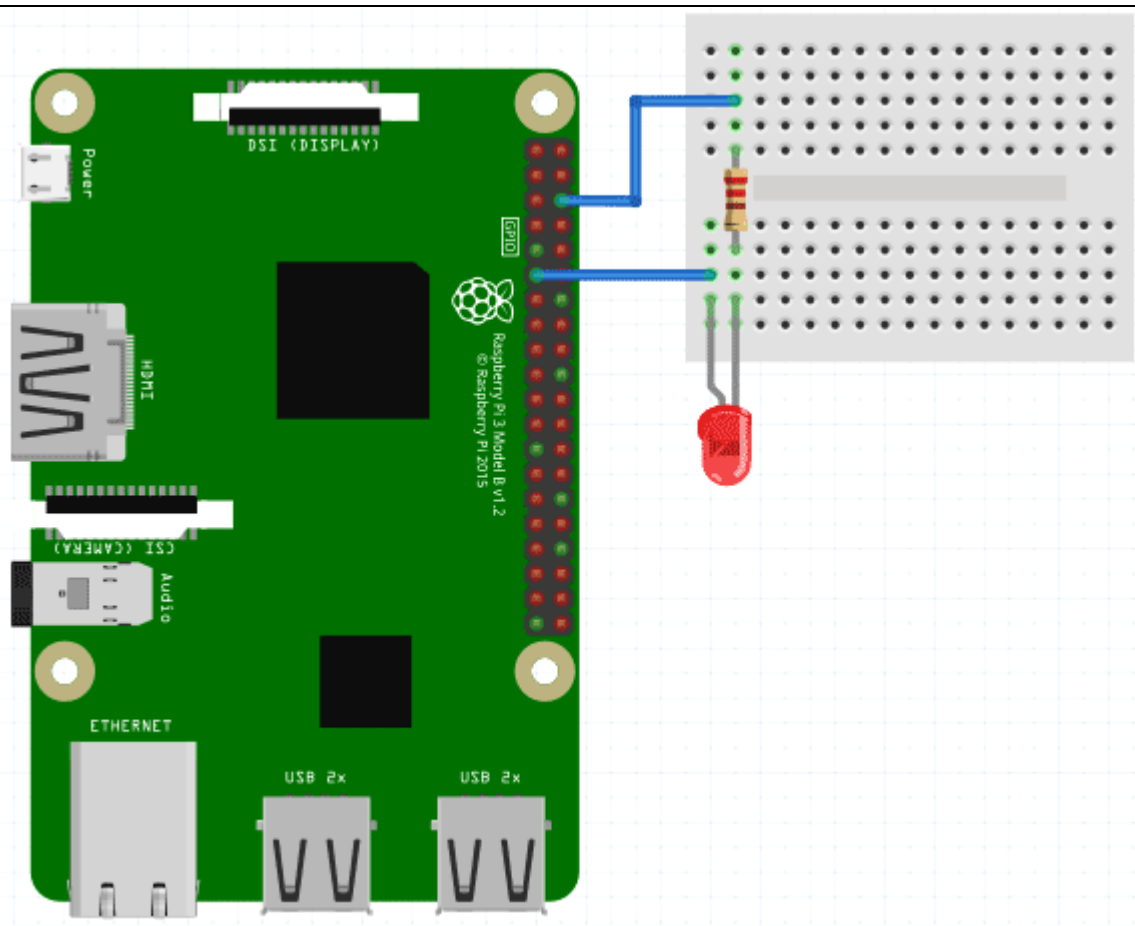 DSI (DISPLAY)
Power
GPIO
HDMI
Raspberry Pi 3 Model B v1.2
© Raspberry Pi 2015
CSI (CAMERA)
Audio
ETHERNET
USB 2x
USB 2x